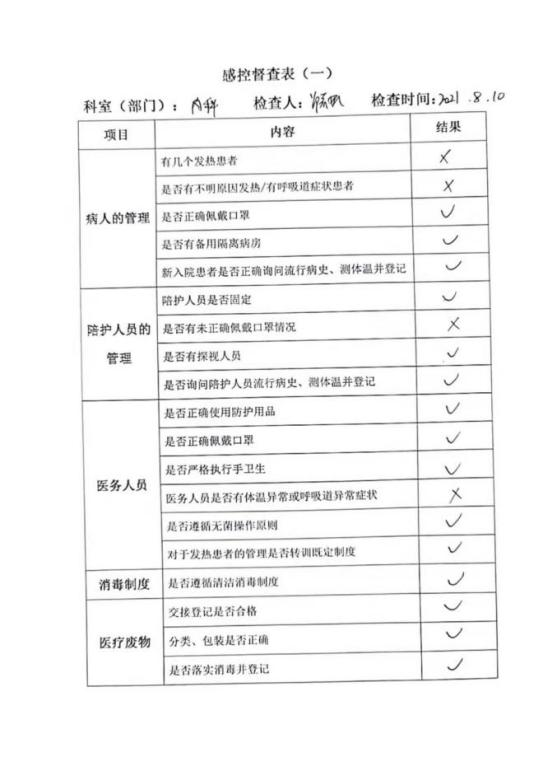 感控督查表（一）
科室（部门）：内科 检查人： 检查时间：2021.8.10
项目 内容 结果
病人的管理
有几个发热患者 ×
是否有不明原因发热/有呼吸道症状患者 ×
是否正确佩戴口罩 ✓
是否有备用隔离病房 ✓
新入院患者是否正确询问流行病史、测体温并登记 ✓
陪护人员的
管理
陪护人员是否固定 ✓
是否有未正确佩戴口罩情况 ×
是否有探视人员 ✓
是否询问陪护人员流行病史、测体温并登记 ✓
医务人员
是否正确使用防护用品 ✓
是否正确佩戴口罩 ✓
是否严格执行手卫生 ✓
医务人员是否有体温异常或呼吸道异常症状 ×
是否遵循无菌操作原则 ✓
对于发热患者的管理是否转训既定制度 ✓
消毒制度 是否遵循清洁消毒制度 ✓
医疗废物
交接登记是否合格 ✓
分类、包装是否正确 ✓
是否落实消毒并登记 ✓